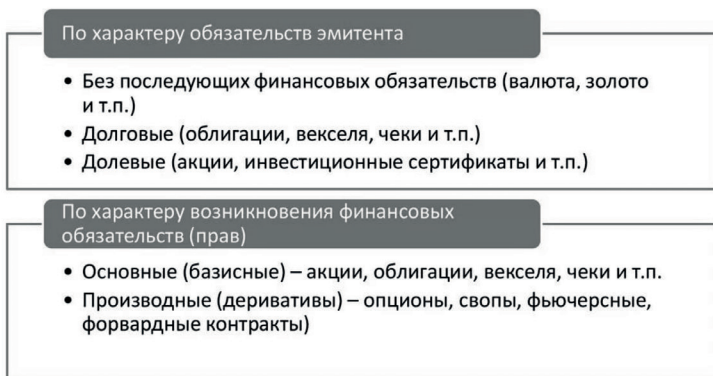 По характеру обязательств эмитента
• Без последующих финансовых обязательств (валюта, золото
и т.п.)
• Долговые (облигации, векселя, чеки и т.п.)
• Долевые (акции, инвестиционные сертификаты и т.п.)
По характеру возникновения финансовых
обязательств (прав)
• Основные (базисные) – акции, облигации, векселя, чеки и т.п.
• Производные (деривативы) – опционы, свопы, фьючерсные,
форвардные контракты)